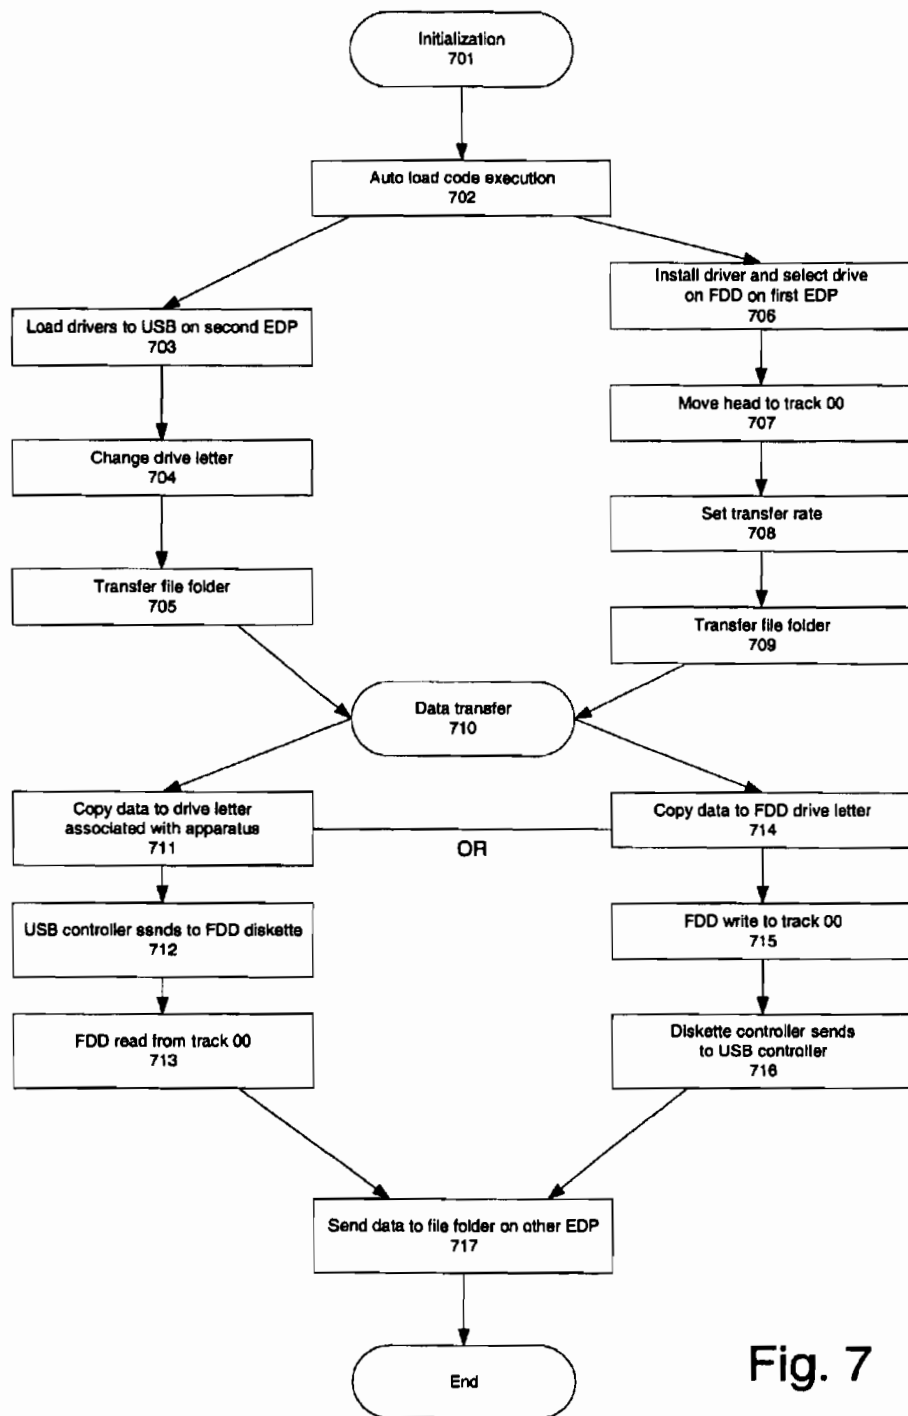 Initialization
701
Auto load code execution
702
Load drivers to USB on second EDP
703
Change drive letter
704
Transfer file folder
705
Install driver and select drive
on FDD on first EDP
706
Move head to track 00
707
Set transfer rate
708
Transfer file folder
709
Data transfer
710
Copy data to drive letter
associated with apparatus
711
OR
Copy data to FDD drive letter
714
USB controller sends to FDD diskette
712
FDD write to track 00
715
FDD read from track 00
713
Diskette controller sends
to USB controller
716
Send data to file folder on other EDP
717
End
Fig. 7